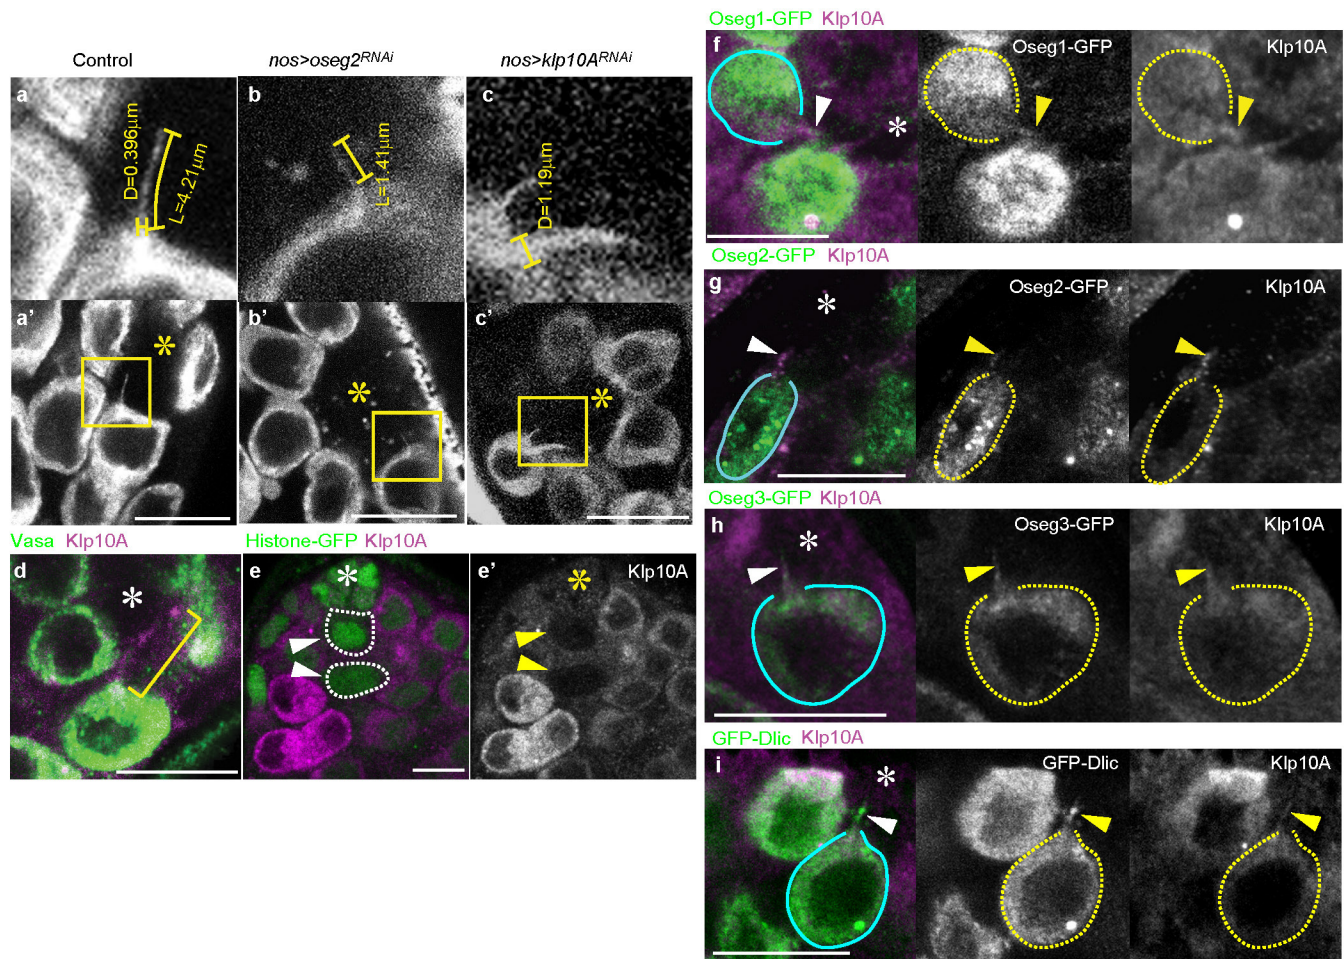 Control
nos>oseg2RNAi
nos>klp10ARNAi
a
D=0.396µm
L=4.21µm
b
L=1.41µm
c
D=1.19µm
a’
*
b’
*
c’
*
Vasa Klp10A
d
*
Histone-GFP Klp10A
e
*
e’
*
Klp10A
Oseg1-GFP Klp10A
f
*
Oseg1-GFP
Klp10A
Oseg2-GFP Klp10A
g
*
Oseg2-GFP
Klp10A
Oseg3-GFP Klp10A
h
*
Oseg3-GFP
Klp10A
GFP-Dlic Klp10A
i
*
GFP-Dlic
Klp10A